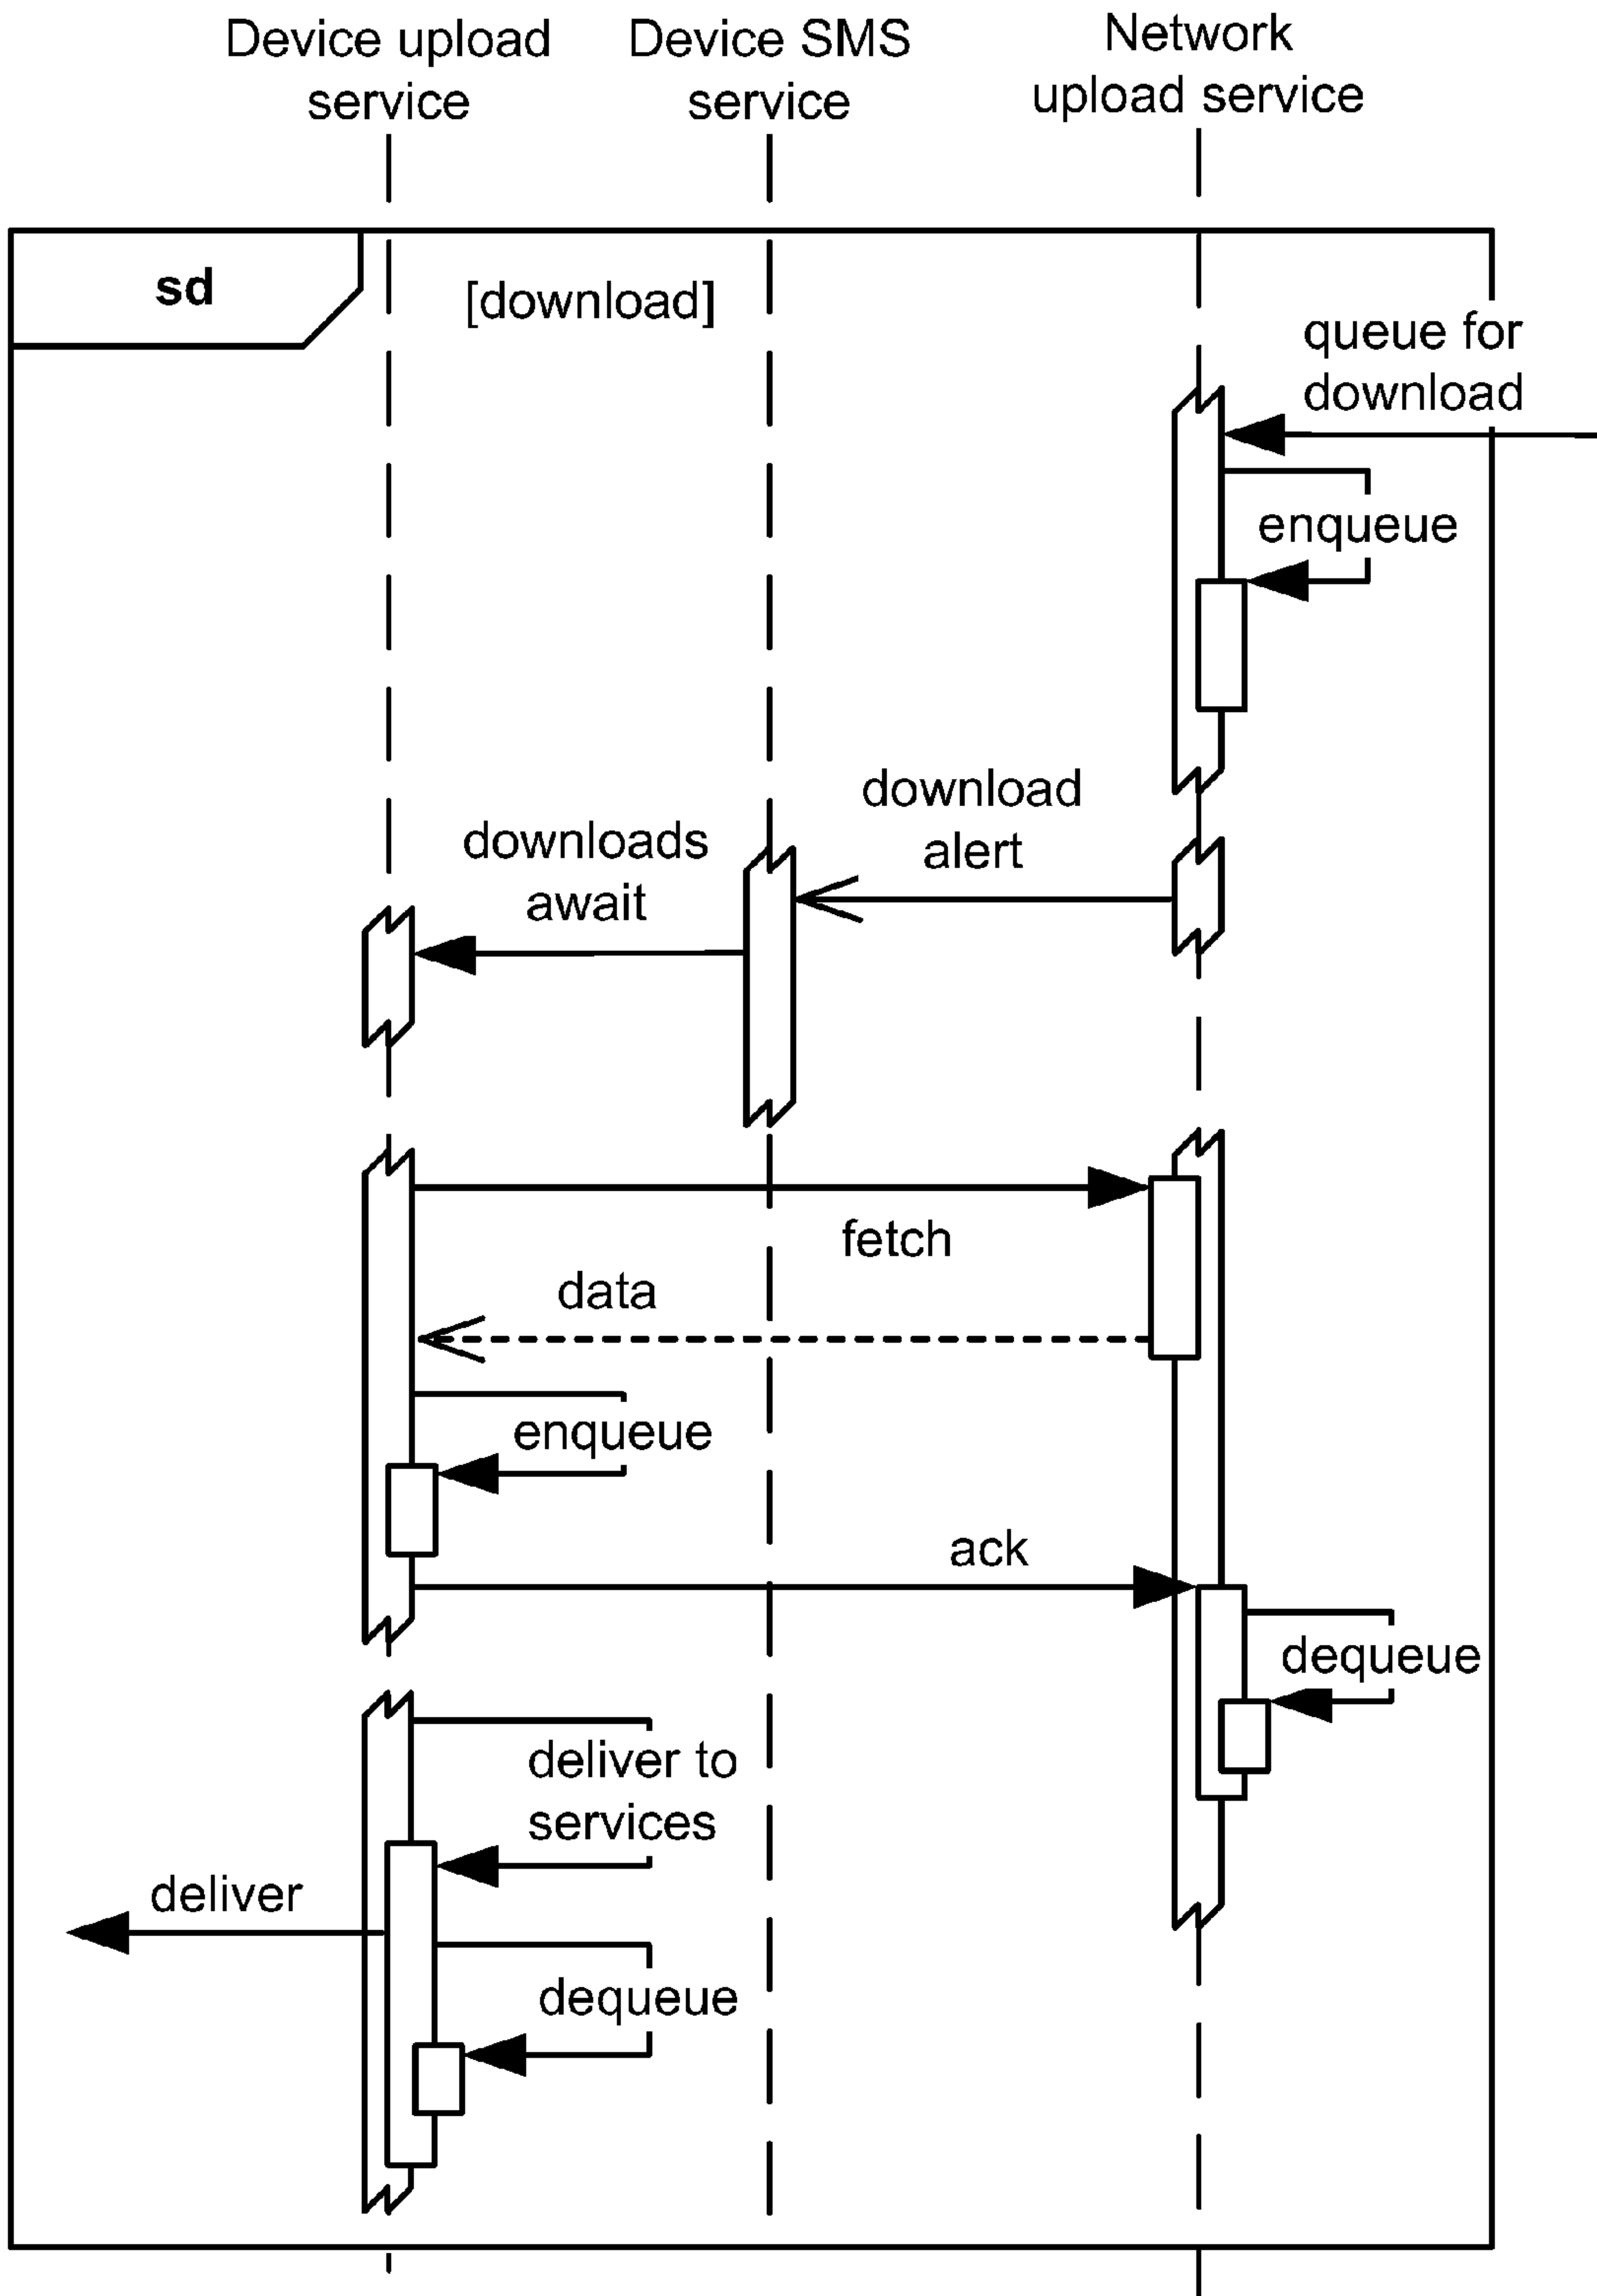 Device upload
service
Device SMS
service
Network
upload service
sd
[download]
queue for
download
enqueue
download
alert
downloads
await
fetch
data
enqueue
ack
dequeue
deliver to
services
deliver
dequeue